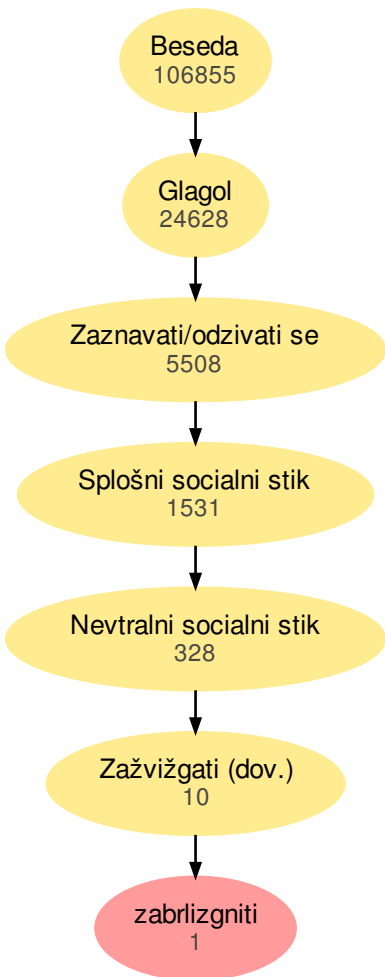 Beseda
106855
Glagol
24628
Zaznavati/odzivati se
5508
Splošni socialni stik
1531
Nevtralni socialni stik
328
Zažvižgati (dov.)
10
zabrlizgniti
1